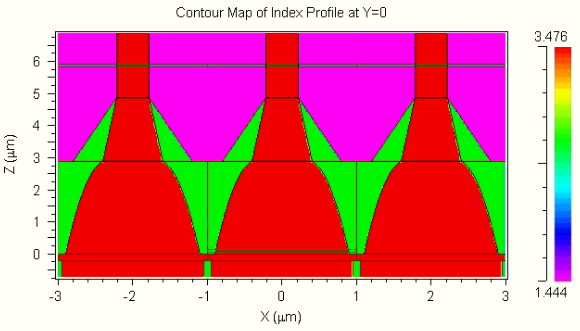 Contour Map of Index Profile at Y=0
3.476
6
5
4
3
2
1
0
Z (μm)
1.444
-3 -2 -1 0 1 2 3
X (μm)